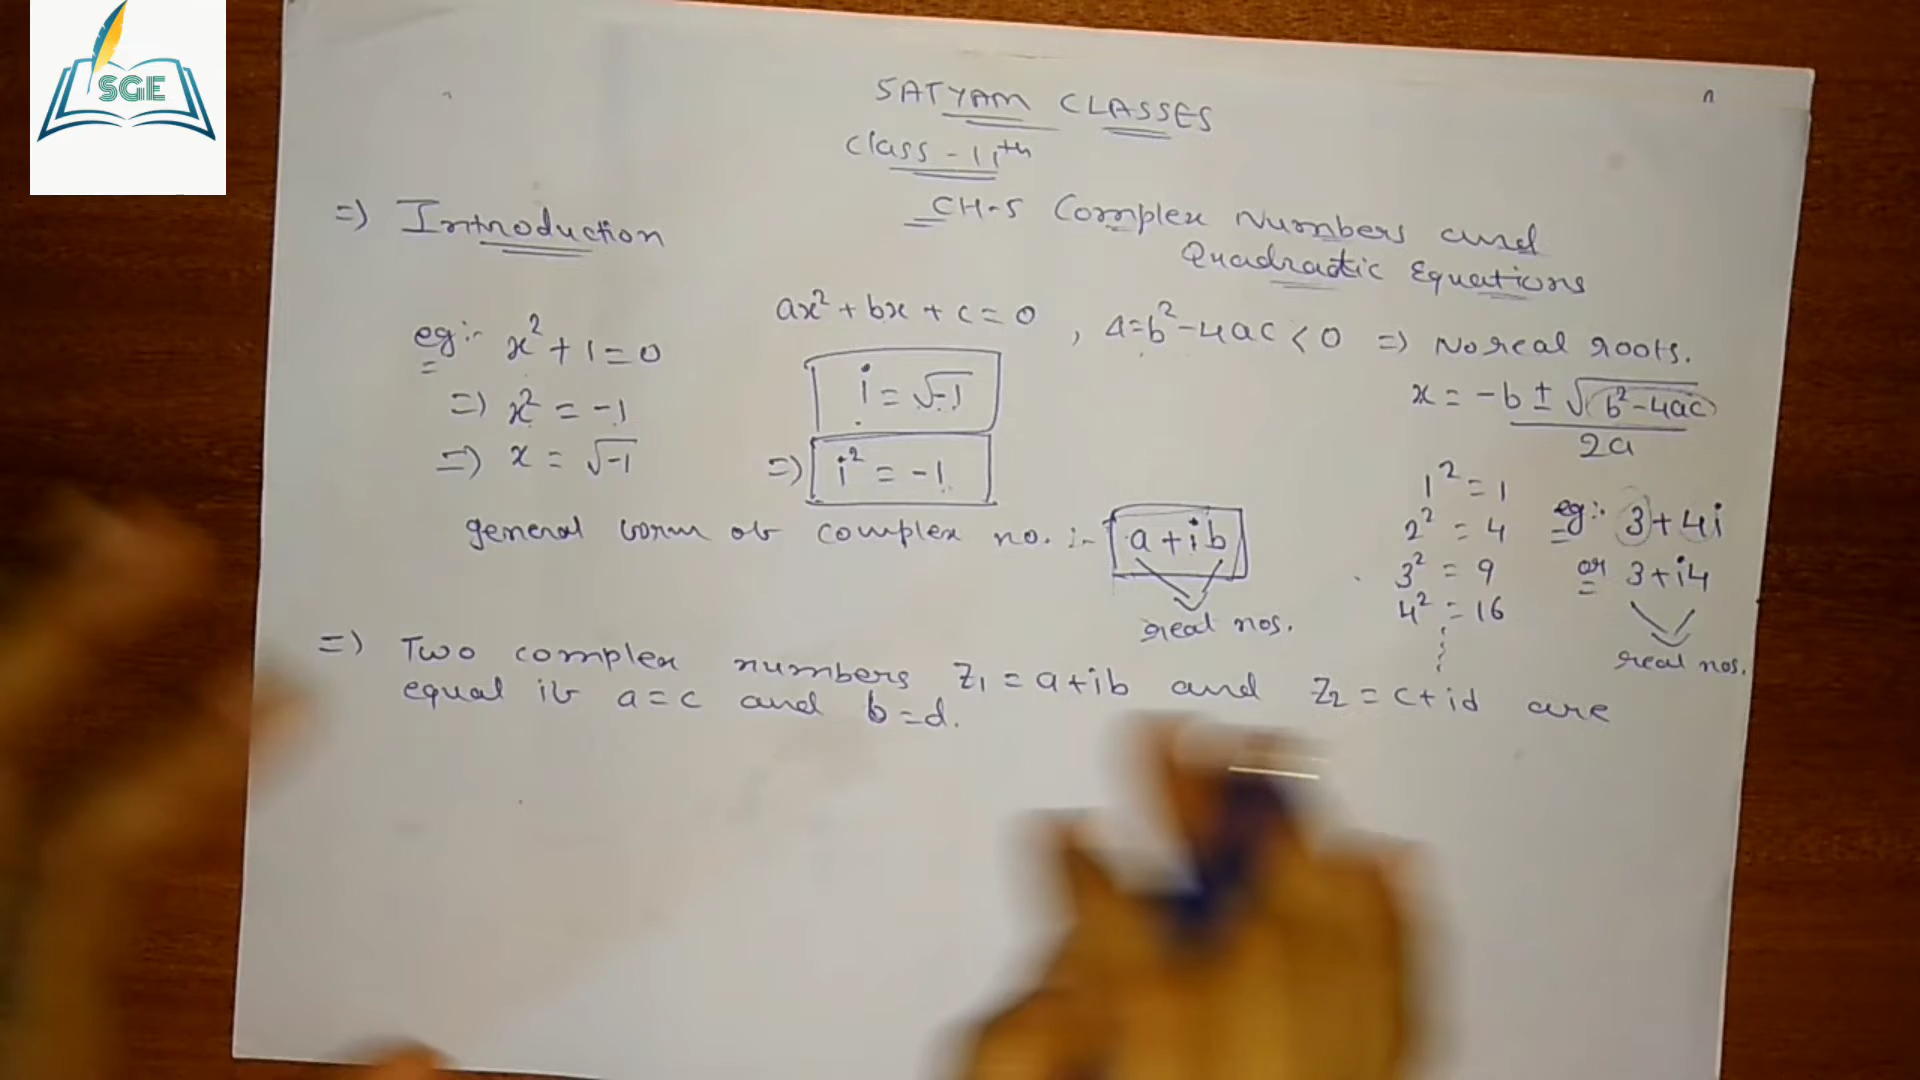 SGE
SATYAM CLASSES
Class - 11th
CH-5 Complex Numbers and
Quadratic Equations
=) Introduction
ax² + bx + c = 0 , Δ=b²-4ac < 0 => No real roots.
x = -b ± √b²-4ac
2a
eg:- x² + 1 = 0
=) x² = -1
=) x = √-1
i = √-1
=) i² = -1
1² = 1
2² = 4
3² = 9
4² = 16
eg:- 3 + 4i
or 3 + i4
real nos.
general form of complex no. :- a + ib
real nos.
=) Two complex numbers Z₁ = a+ib and Z₂ = c+id are
equal if a=c and b=d.